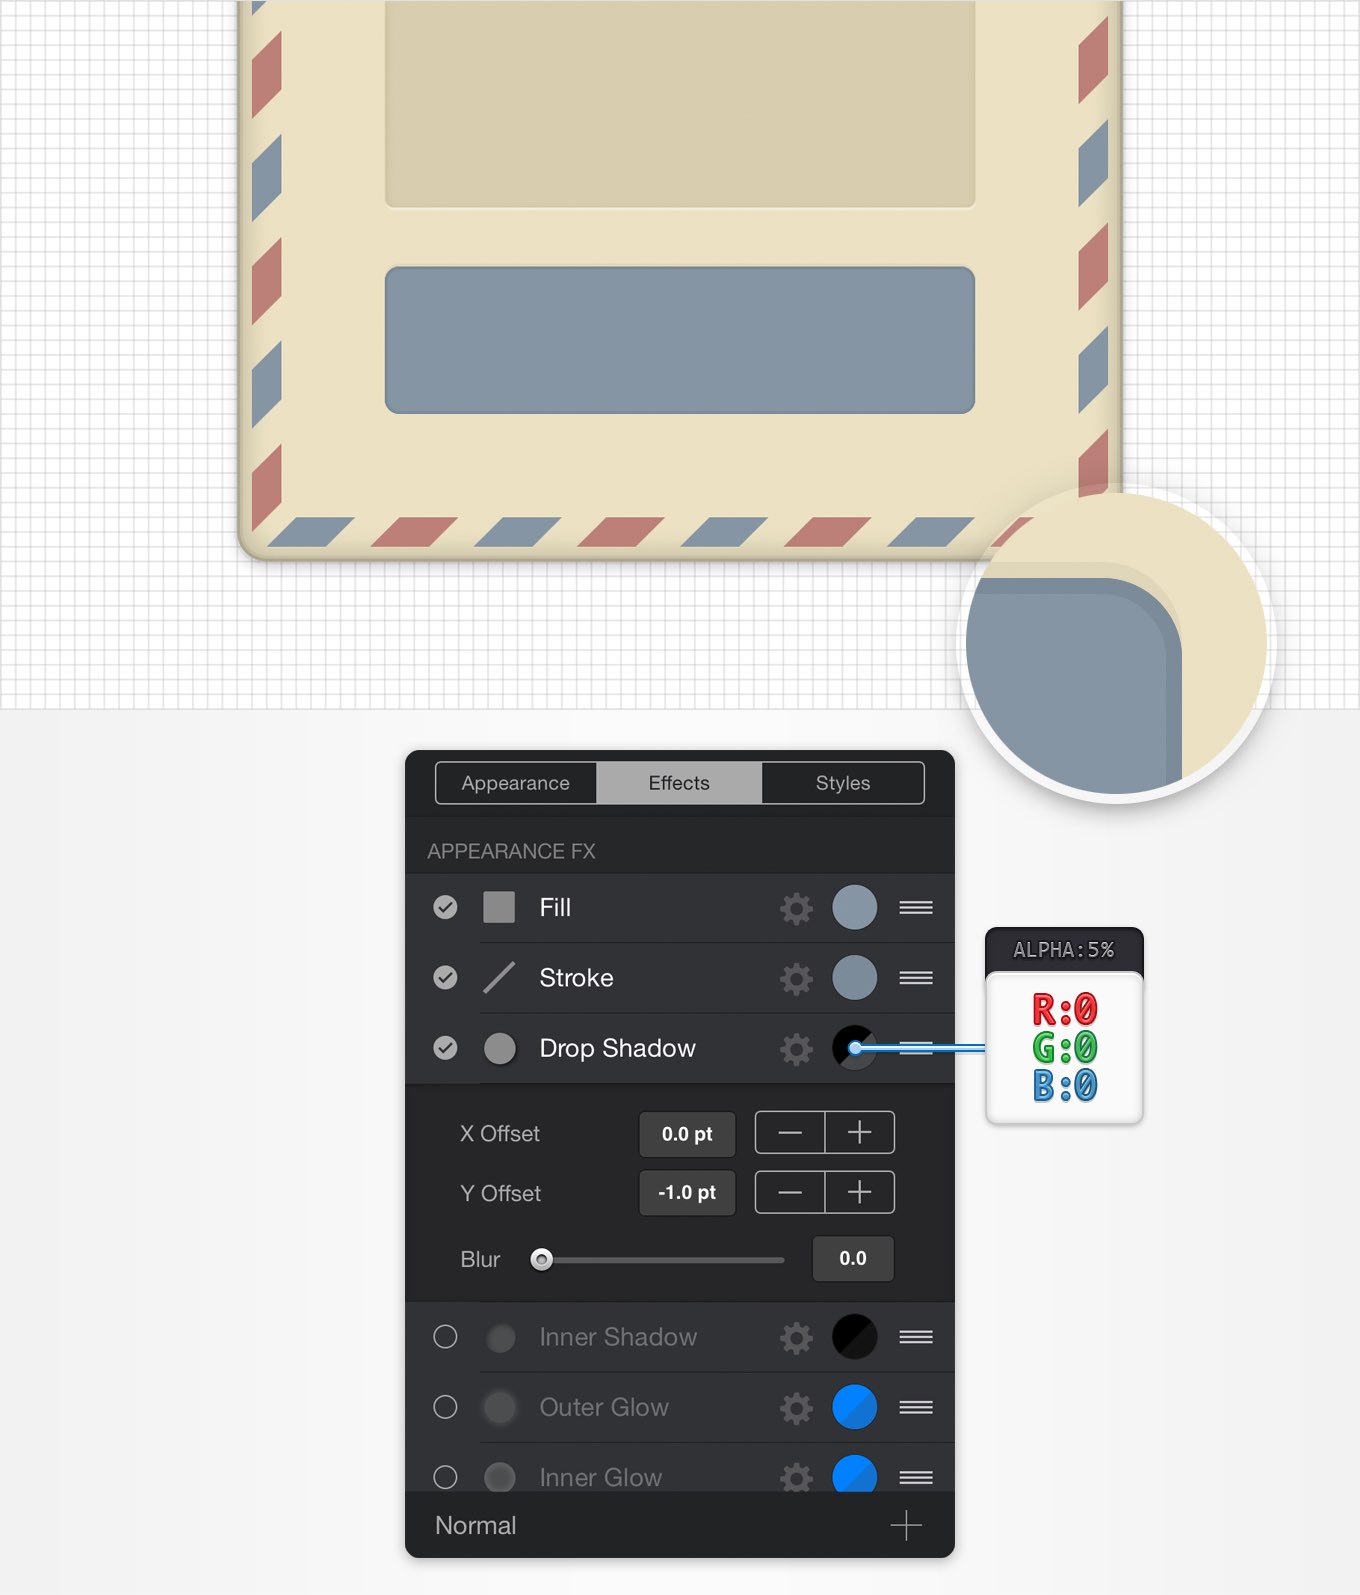 Appearance Effects Styles
APPEARANCE FX
Fill
Stroke
Drop Shadow
ALPHA:5%
R:0
G:0
B:0
X Offset 0.0 pt
Y Offset -1.0 pt
Blur 0.0
Inner Shadow
Outer Glow
Inner Glow
Normal